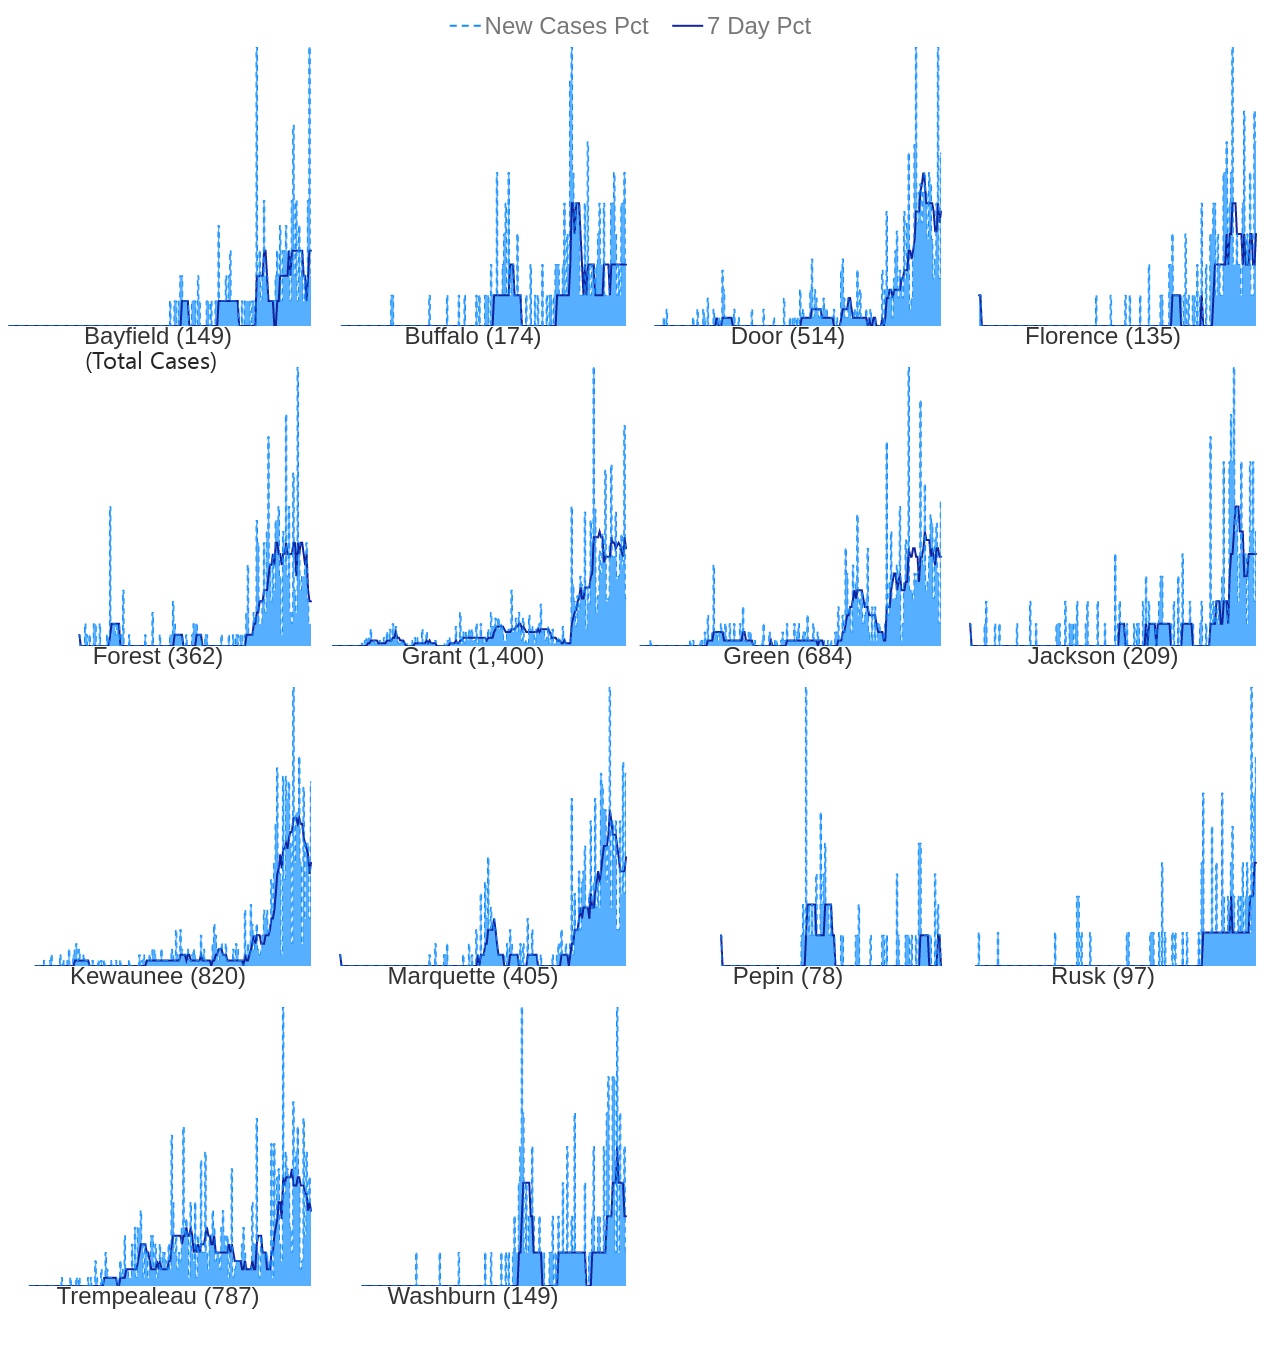 New Cases Pct 7 Day Pct
Bayfield (149) Buffalo (174) Door (514) Florence (135)
(Total Cases)
Forest (362) Grant (1,400) Green (684) Jackson (209)
Kewaunee (820) Marquette (405) Pepin (78) Rusk (97)
Trempealeau (787) Washburn (149)